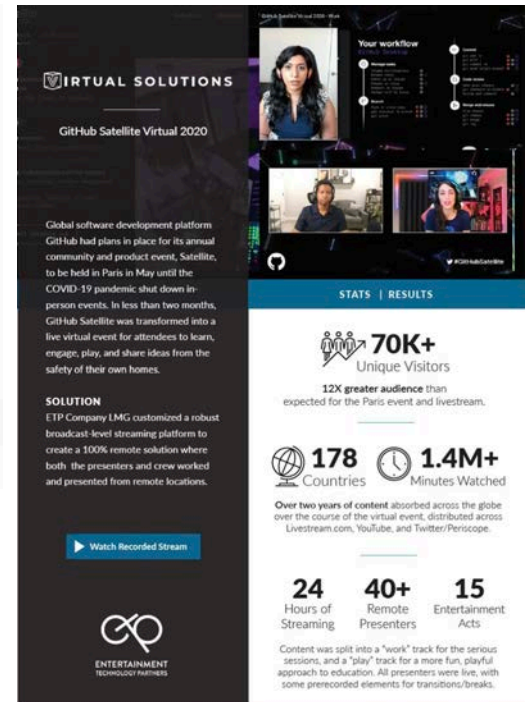 VIRTUAL SOLUTIONS
GitHub Satellite Virtual 2020
Global software development platform
GitHub had plans in place for its annual
community and product event, Satellite,
to be held in Paris in May until the
COVID-19 pandemic shut down in-
person events. In less than two months,
GitHub Satellite was transformed into a
live virtual event for attendees to learn,
engage, play, and share ideas from the
safety of their own homes.
SOLUTION
ETP Company LMG customized a robust
broadcast-level streaming platform to
create a 100% remote solution where
both the presenters and crew worked
and presented from remote locations.
Watch Recorded Stream
ENTERTAINMENT
TECHNOLOGY PARTNERS
GitHub Satellite Virtual 2020 - Work
Your workflow
#GitHubSatellite
STATS | RESULTS
70K+
Unique Visitors
12X greater audience than
expected for the Paris event and livestream.
178
Countries
1.4M+
Minutes Watched
Over two years of content absorbed across the globe
over the course of the virtual event, distributed across
Livestream.com, YouTube, and Twitter/Periscope.
24
Hours of
Streaming
40+
Remote
Presenters
15
Entertainment
Acts
Content was split into a "work" track for the serious
sessions, and a "play" track for a more fun, playful
approach to education. All presenters were live, with
some prerecorded elements for transitions/breaks.